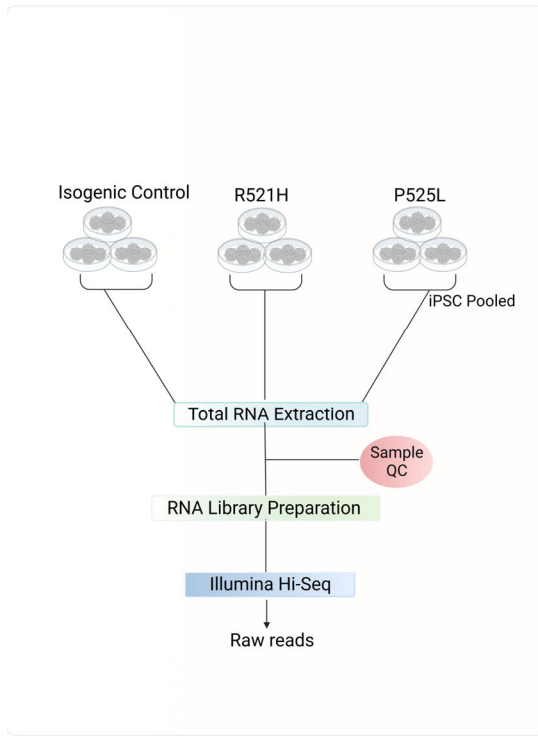 Isogenic Control
R521H
P525L
iPSC Pooled
Total RNA Extraction
Sample
QC
RNA Library Preparation
Illumina Hi-Seq
Raw reads